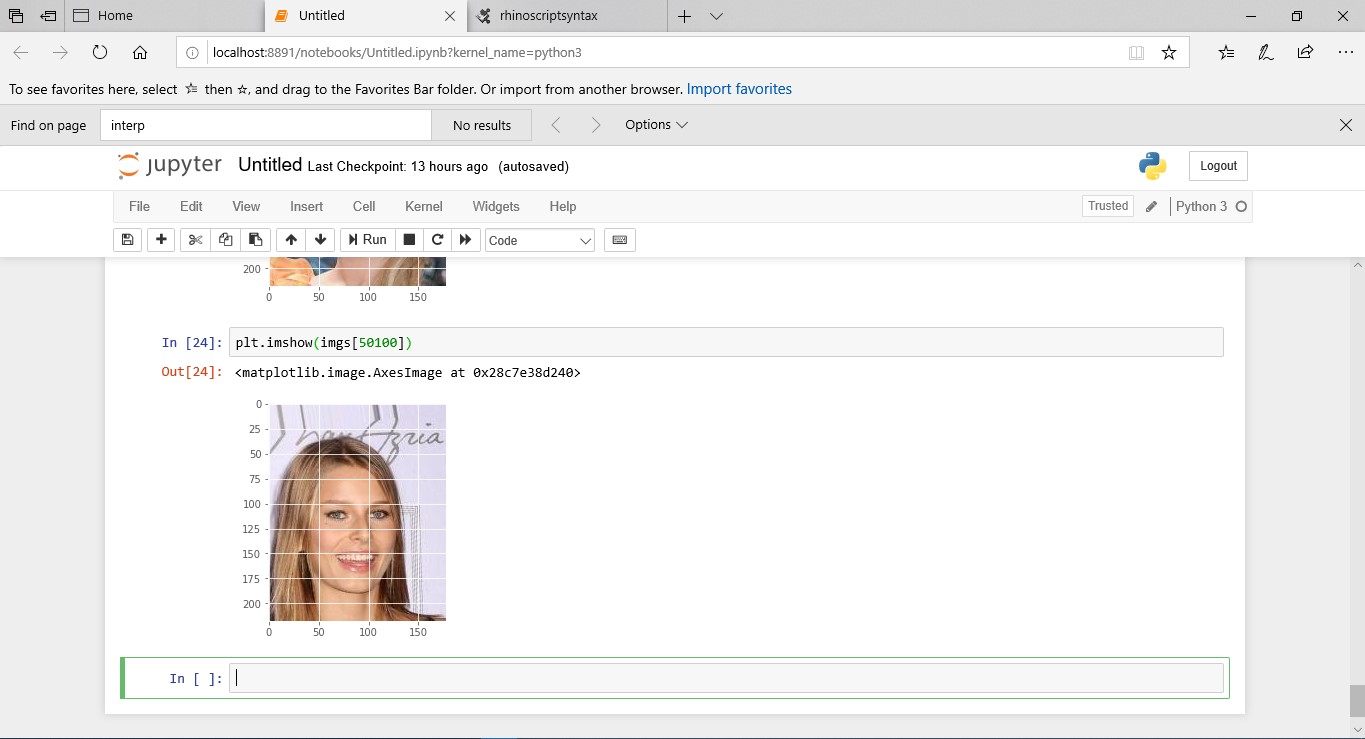 Home
Untitled
rhinoscriptsyntax
localhost:8891/notebooks/Untitled.ipynb?kernel_name=python3
To see favorites here, select then , and drag to the Favorites Bar folder. Or import from another browser. Import favorites
Find on page interp No results Options
jupyter Untitled Last Checkpoint: 13 hours ago (autosaved) Logout
File Edit View Insert Cell Kernel Widgets Help Trusted Python 3
Run Code
200
0 50 100 150
In [24]: plt.imshow(imgs[50100])
Out[24]: <matplotlib.image.AxesImage at 0x28c7e38d240>
0
25
50
75
100
125
150
175
200
0 50 100 150
In [ ]: